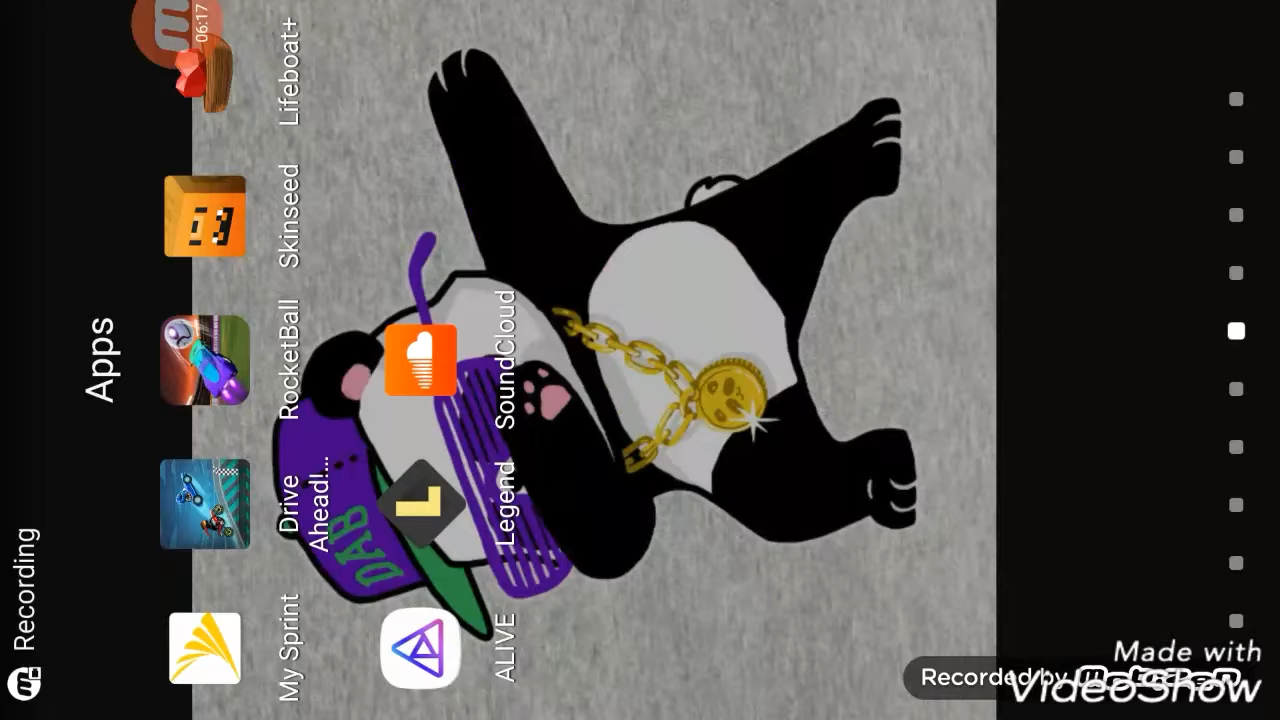 Recording
06:17
Apps
My Sprint
Drive
Ahead!...
RocketBall
Skinseed
Lifeboat+
ALIVE
Legend
SoundCloud
L
DAB
Made with
VideoShow
Recorded by